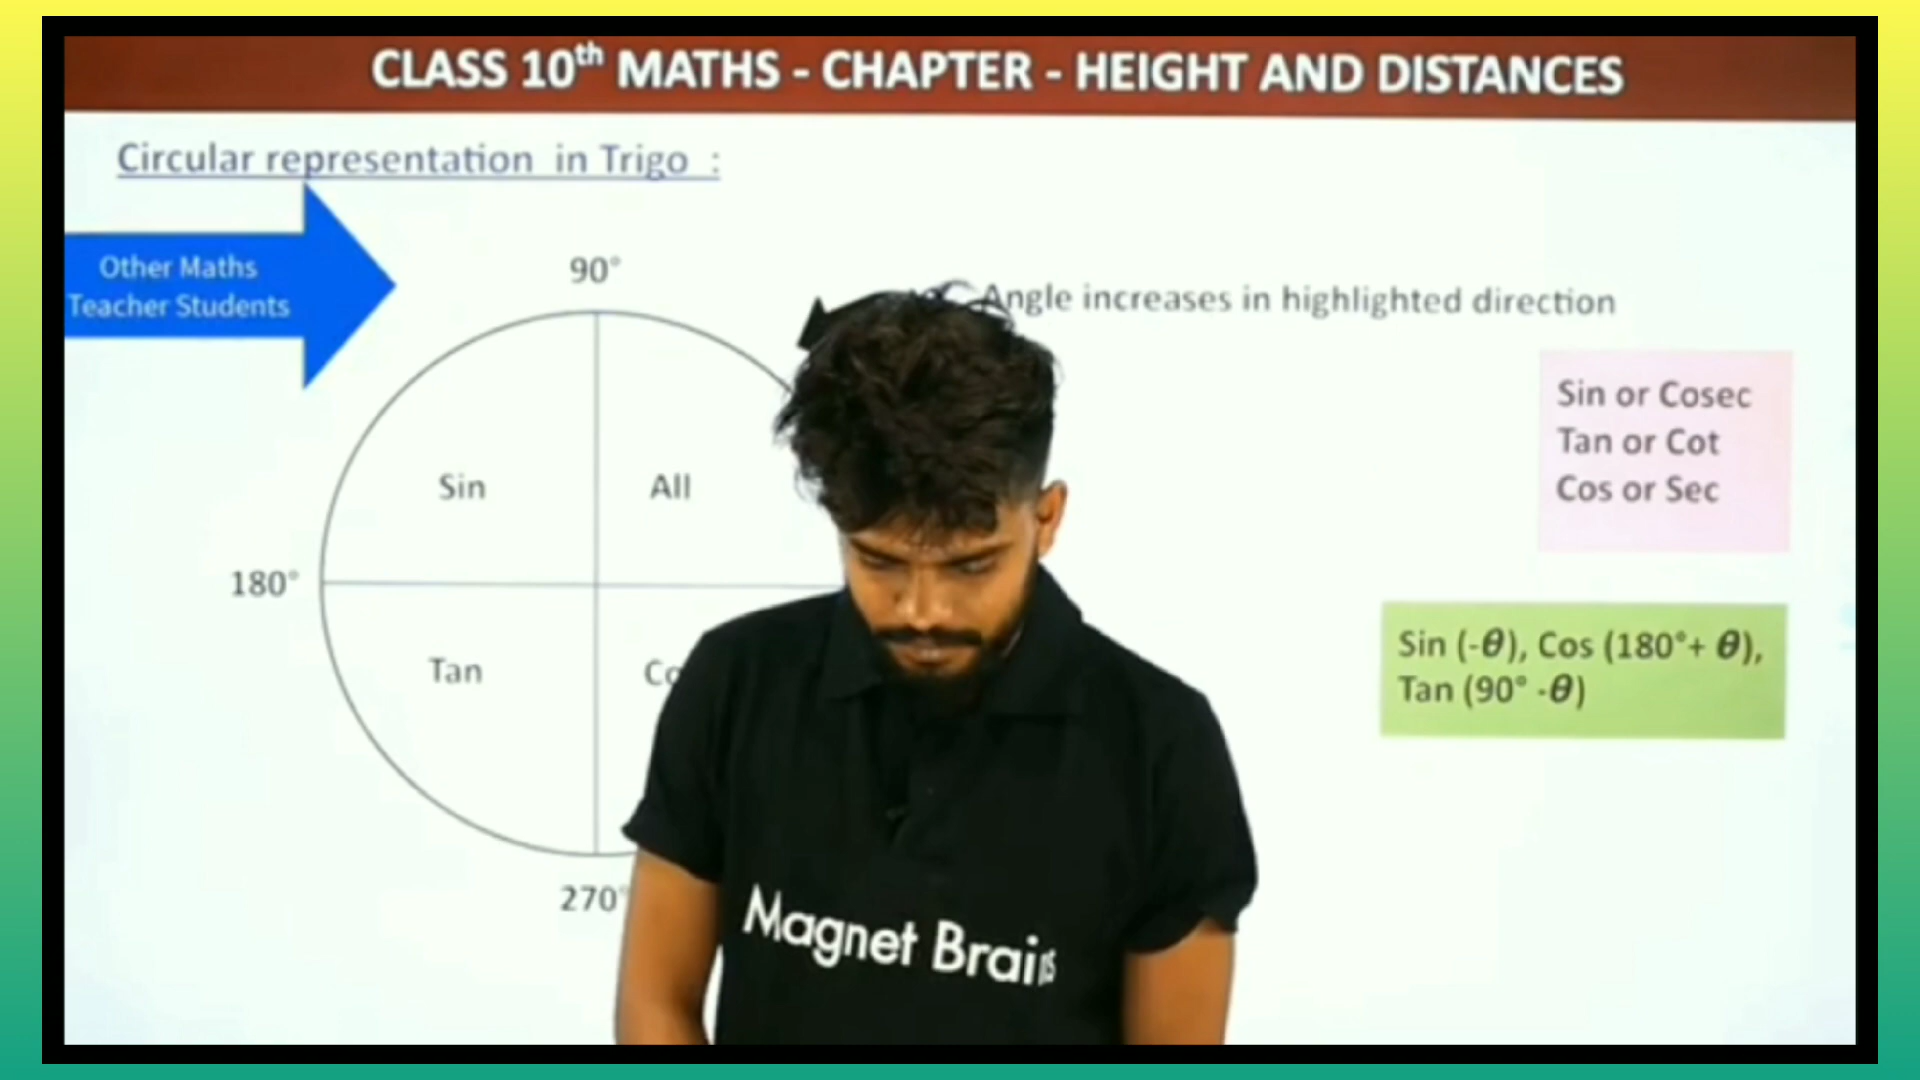 CLASS 10th MATHS - CHAPTER - HEIGHT AND DISTANCES
Circular representation in Trigo :
Other Maths
Teacher Students
90°
Angle increases in highlighted direction
Sin or Cosec
Tan or Cot
Cos or Sec
Sin
All
180°
Sin (-θ), Cos (180°+ θ),
Tan (90° -θ)
Tan
270°
Magnet Brains